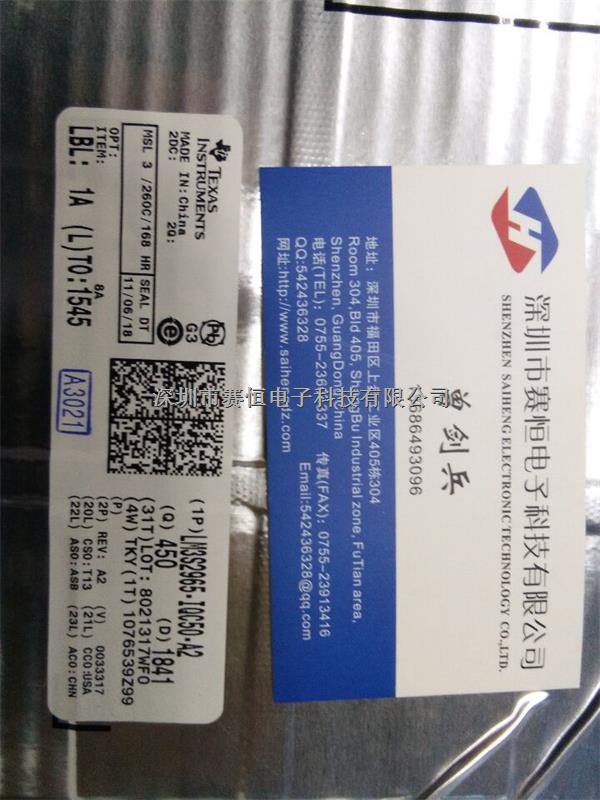 TEXAS
INSTRUMENTS
MADE IN: China
2DC: 2Q:
G3
MSL 3 /260C/168 HR
SEAL DT
11/06/18
OPT:
ITEM:
8A
LBL: 1A (L)TO:1545
A3021
(1P)LM3S2965-IQC50-A2
(Q) 450 (D) 1841
(31T)LOT: 8021317WF0
(4W) TKY(1T) 1076539Z99
(P)
(2P) REV: A2 (V) 0033317
(20L) CSO:T13 (21L) CCO:USA
(22L) ASO:ASB (23L) ACO:CHN
深圳市赛恒电子科技有限公司
SHENZHEN SAIHENG ELECTRONIC TECHNOLOGY CO.,LTD.
曾剑兵
586493096
地址: 深圳市福田区上 业区405栋304
Room 304,Bld 405, ShangBu Industrial zone, FuTian area,
Shenzhen, GuangDong China
电话(TEL): 0755-236 337 传真(FAX): 0755-23913416
QQ:542436328 Email:542436328@qq.com
网址:http://www.saihengdz.com
深圳市赛恒电子科技有限公司